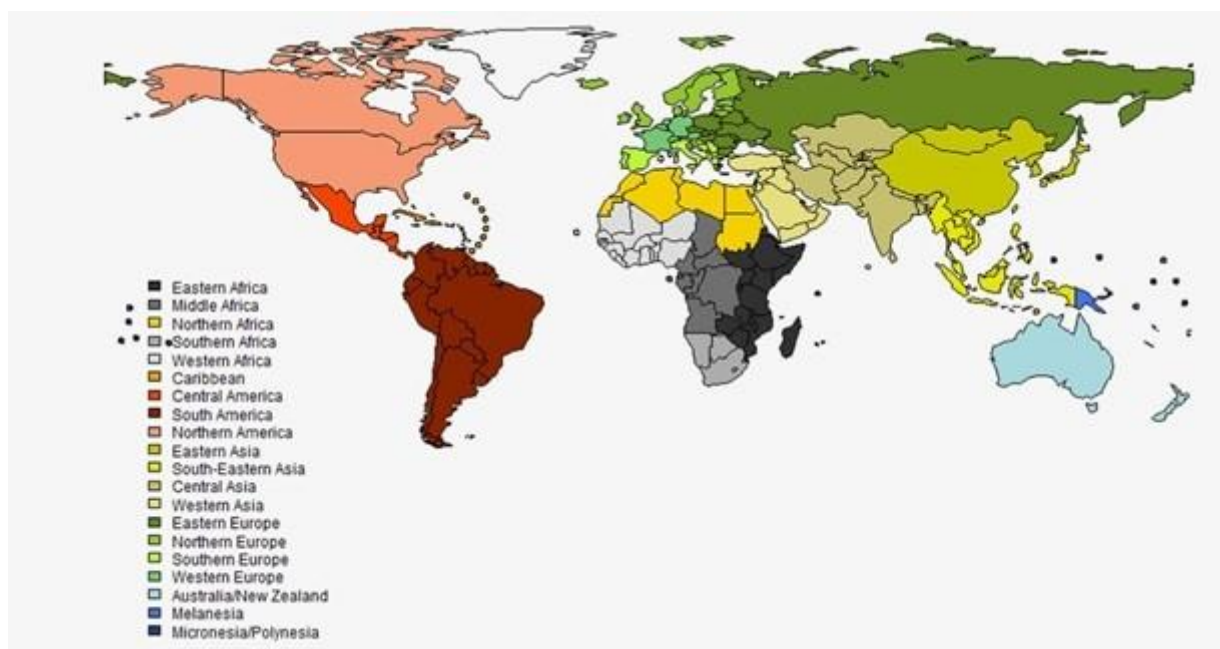 Eastern Africa
Middle Africa
Northern Africa
Southern Africa
Western Africa
Caribbean
Central America
South America
Northern America
Eastern Asia
South-Eastern Asia
Central Asia
Western Asia
Eastern Europe
Northern Europe
Southern Europe
Western Europe
Australia/New Zealand
Melanesia
Micronesia/Polynesia